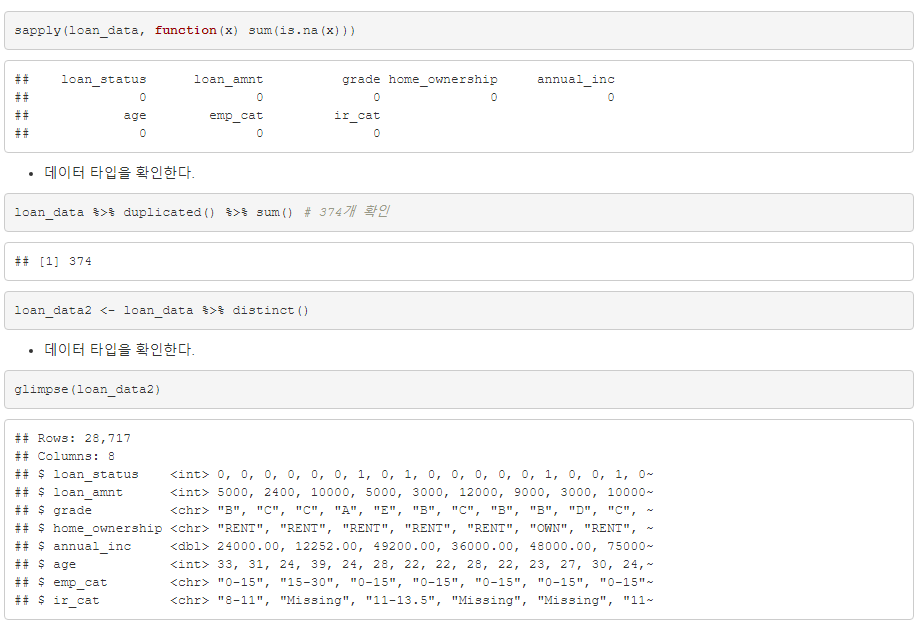 sapply(loan_data, function(x) sum(is.na(x)))
##    loan_status      loan_amnt          grade home_ownership     annual_inc
##              0              0              0              0              0
##            age        emp_cat         ir_cat
##              0              0              0
• 데이터 타입을 확인한다.
loan_data %>% duplicated() %>% sum() # 374개 확인
## [1] 374
loan_data2 <- loan_data %>% distinct()
• 데이터 타입을 확인한다.
glimpse(loan_data2)
## Rows: 28,717
## Columns: 8
## $ loan_status    <int> 0, 0, 0, 0, 0, 0, 1, 0, 1, 0, 0, 0, 0, 0, 1, 0, 0, 1, 0~
## $ loan_amnt      <int> 5000, 2400, 10000, 5000, 3000, 12000, 9000, 3000, 10000~
## $ grade          <chr> "B", "C", "C", "A", "E", "B", "C", "B", "B", "D", "C", ~
## $ home_ownership <chr> "RENT", "RENT", "RENT", "RENT", "RENT", "OWN", "RENT", ~
## $ annual_inc     <dbl> 24000.00, 12252.00, 49200.00, 36000.00, 48000.00, 75000~
## $ age            <int> 33, 31, 24, 39, 24, 28, 22, 22, 28, 22, 23, 27, 30, 24,~
## $ emp_cat        <chr> "0-15", "15-30", "0-15", "0-15", "0-15", "0-15", "0-15"~
## $ ir_cat         <chr> "8-11", "Missing", "11-13.5", "Missing", "Missing", "11~